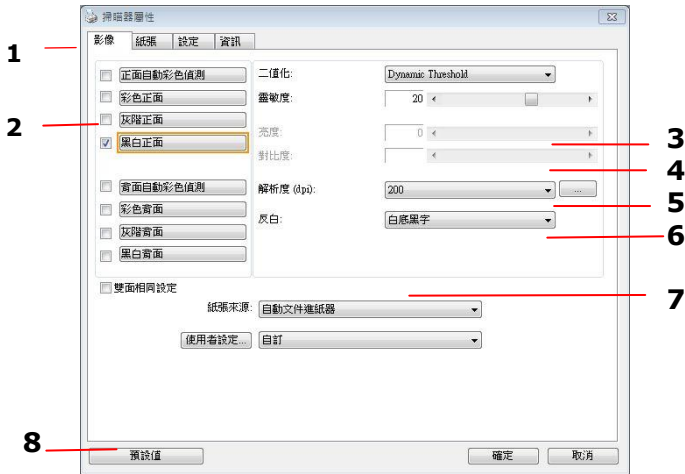 掃瞄器屬性
影像 紙張 設定 資訊
1
正面自動彩色偵測
彩色正面
2
灰階正面
黑白正面
背面自動彩色偵測
彩色背面
灰階背面
黑白背面
二值化: Dynamic Threshold
靈敏度: 20
亮度: 0
對比度:
3
4
解析度 (dpi): 200 ...
5
反白: 白底黑字
6
雙面相同設定
7
紙張來源: 自動文件進紙器
使用者設定... 自訂
8
預設值 確定 取消